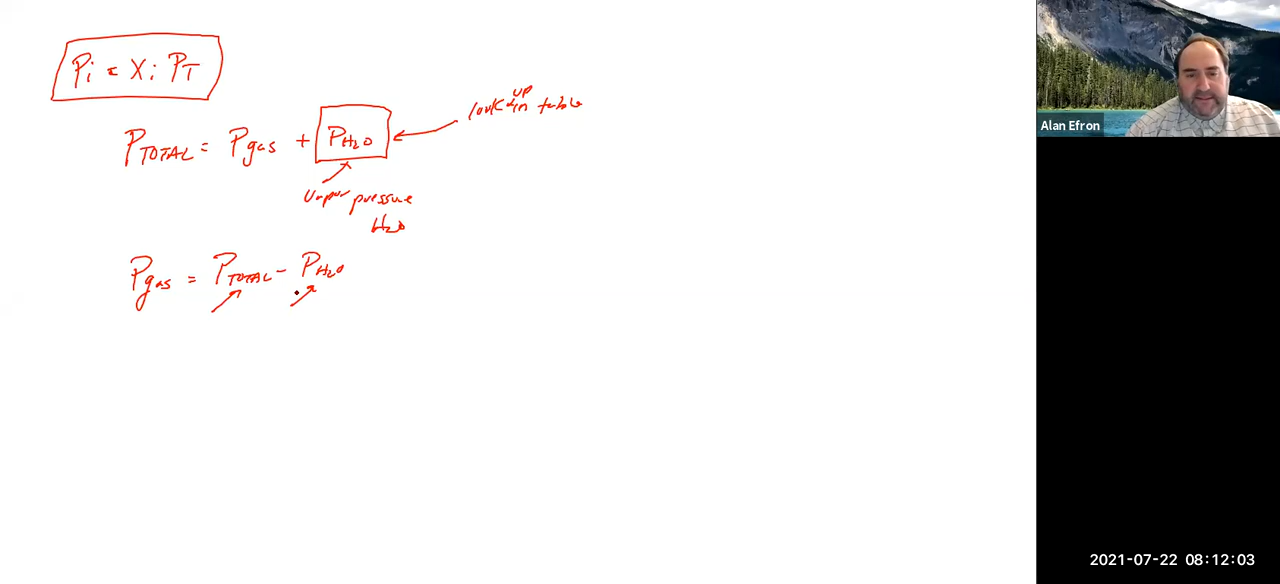 Pi = Xi PT
look up in table
PTOTAL = Pgas + PH2O
Vapor pressure
H2O
Pgas = PTOTAL - PH2O
Alan Efron
2021-07-22 08:12:03